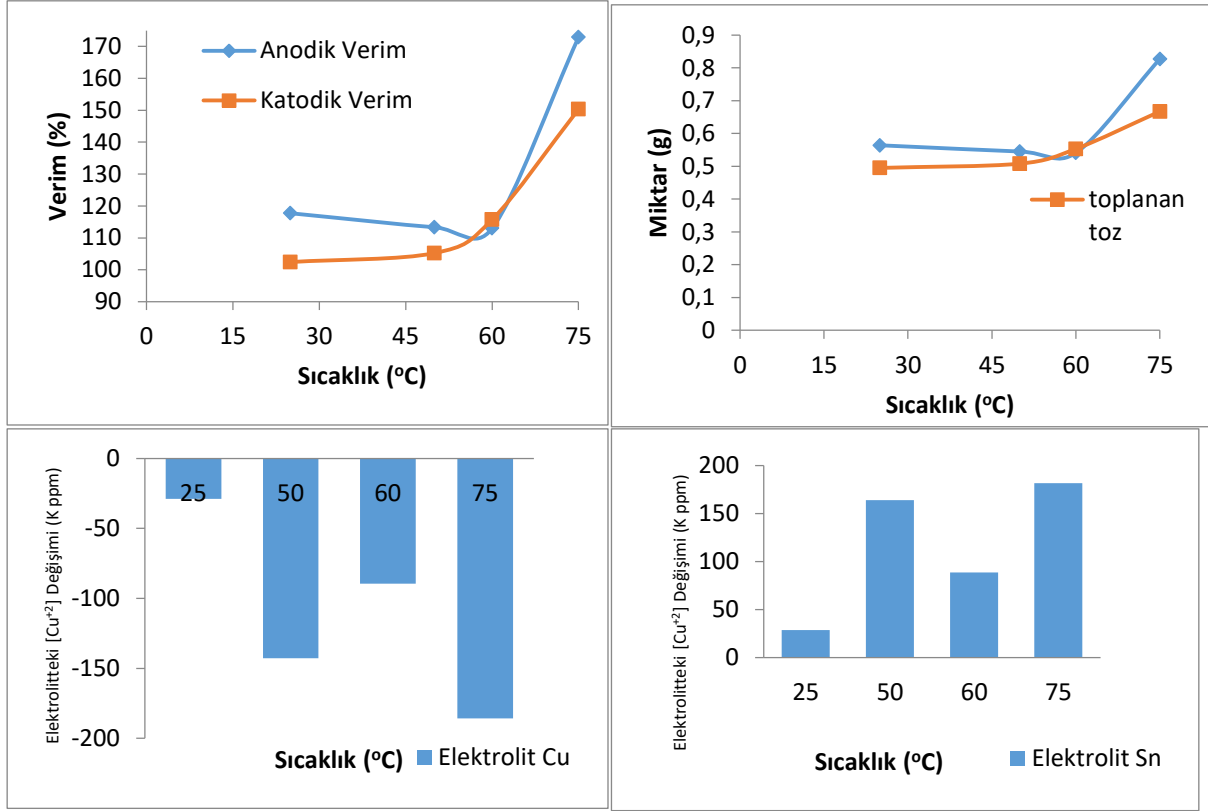 170
160
150
140
130
120
110
100
90
Verim (%)
Anodik Verim
Katodik Verim
0 15 30 45 60 75
Sıcaklık (ᵒC)
0,9
0,8
0,7
0,6
0,5
0,4
0,3
0,2
0,1
0
Miktar (g)
toplanan
toz
0 15 30 45 60 75
Sıcaklık (ᵒC)
0
-50
-100
-150
-200
Elektrolitteki [Cu⁺²] Değişimi (K ppm)
25 50 60 75
Sıcaklık (ᵒC)
Elektrolit Cu
200
150
100
50
0
Elektrolitteki [Cu⁺²] Değişimi (K ppm)
25 50 60 75
Sıcaklık (ᵒC)
Elektrolit Sn